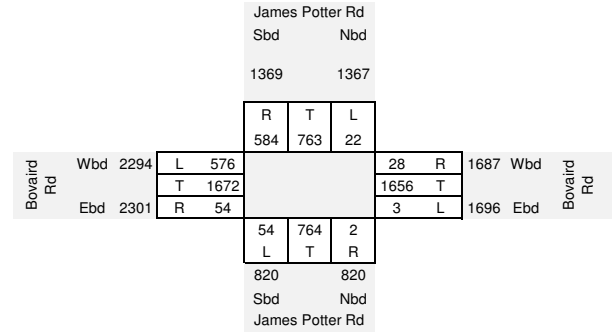 James Potter Rd
Sbd Nbd
1369 1367
R T L
584 763 22
Bovaird Rd Wbd 2294 L 576 28 R 1687 Wbd Bovaird Rd
T 1672 1656 T
Ebd 2301 R 54 3 L 1696 Ebd
54 764 2
L T R
820 820
Sbd Nbd
James Potter Rd